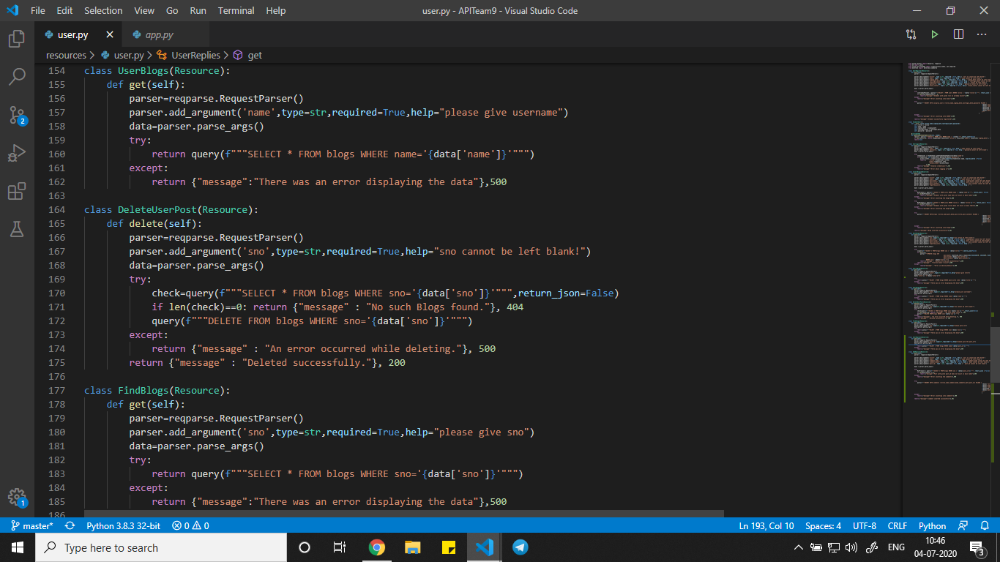 File Edit Selection View Go Run Terminal Help user.py - APITeam9 - Visual Studio Code
user.py app.py
resources user.py UserReplies get
154 class UserBlogs(Resource):
155 def get(self):
156 parser=reqparse.RequestParser()
157 parser.add_argument('name',type=str,required=True,help="please give username")
158 data=parser.parse_args()
159 try:
160 return query(f"""SELECT * FROM blogs WHERE name='{data['name']}'""")
161 except:
162 return {"message":"There was an error displaying the data"},500
163
164 class DeleteUserPost(Resource):
165 def delete(self):
166 parser=reqparse.RequestParser()
167 parser.add_argument('sno',type=str,required=True,help="sno cannot be left blank!")
168 data=parser.parse_args()
169 try:
170 check=query(f"""SELECT * FROM blogs WHERE sno='{data['sno']}'""",return_json=False)
171 if len(check)==0: return {"message" : "No such Blogs found."}, 404
172 query(f"""DELETE FROM blogs WHERE sno='{data['sno']}'""")
173 except:
174 return {"message" : "An error occurred while deleting."}, 500
175 return {"message" : "Deleted successfully."}, 200
176
177 class FindBlogs(Resource):
178 def get(self):
179 parser=reqparse.RequestParser()
180 parser.add_argument('sno',type=str,required=True,help="please give sno")
181 data=parser.parse_args()
182 try:
183 return query(f"""SELECT * FROM blogs WHERE sno='{data['sno']}'""")
184 except:
185 return {"message":"There was an error displaying the data"},500
186
2
1
master* Python 3.8.3 32-bit 0 0 Ln 193, Col 10 Spaces: 4 UTF-8 CRLF Python
Type here to search ENG 10:46
04-07-2020 3